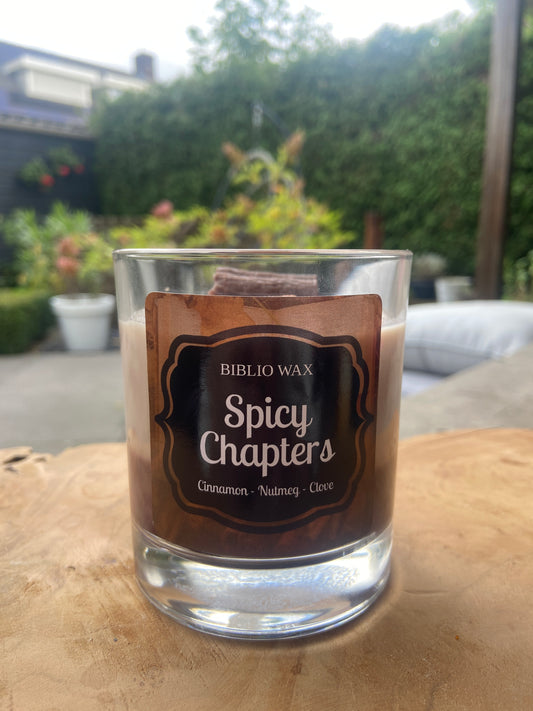 BIBLIO WAX
Spicy
Chapters
Cinnamon - Nutmeg - Clove